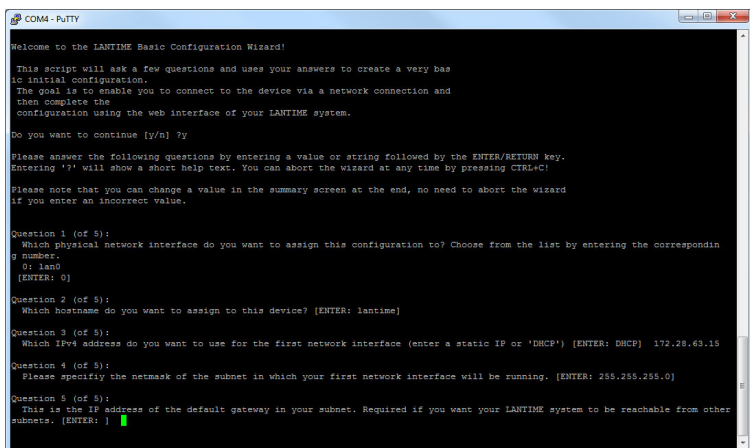 COM4 - PuTTY
Welcome to the LANTIME Basic Configuration Wizard!
This script will ask a few questions and uses your answers to create a very bas
ic initial configuration.
The goal is to enable you to connect to the device via a network connection and
then complete the
configuration using the web interface of your LANTIME system.
Do you want to continue [y/n] ?y
Please answer the following questions by entering a value or string followed by the ENTER/RETURN key.
Entering '?' will show a short help text. You can abort the wizard at any time by pressing CTRL+C!
Please note that you can change a value in the summary screen at the end, no need to abort the wizard
if you enter an incorrect value.
Question 1 (of 5):
Which physical network interface do you want to assign this configuration to? Choose from the list by entering the correspondin
g number.
0: lan0
[ENTER: 0]
Question 2 (of 5):
Which hostname do you want to assign to this device? [ENTER: lantime]
Question 3 (of 5):
Which IPv4 address do you want to use for the first network interface (enter a static IP or 'DHCP') [ENTER: DHCP] 172.28.63.15
Question 4 (of 5):
Please specifiy the netmask of the subnet in which your first network interface will be running. [ENTER: 255.255.255.0]
Question 5 (of 5):
This is the IP address of the default gateway in your subnet. Required if you want your LANTIME system to be reachable from other
subnets. [ENTER: ]